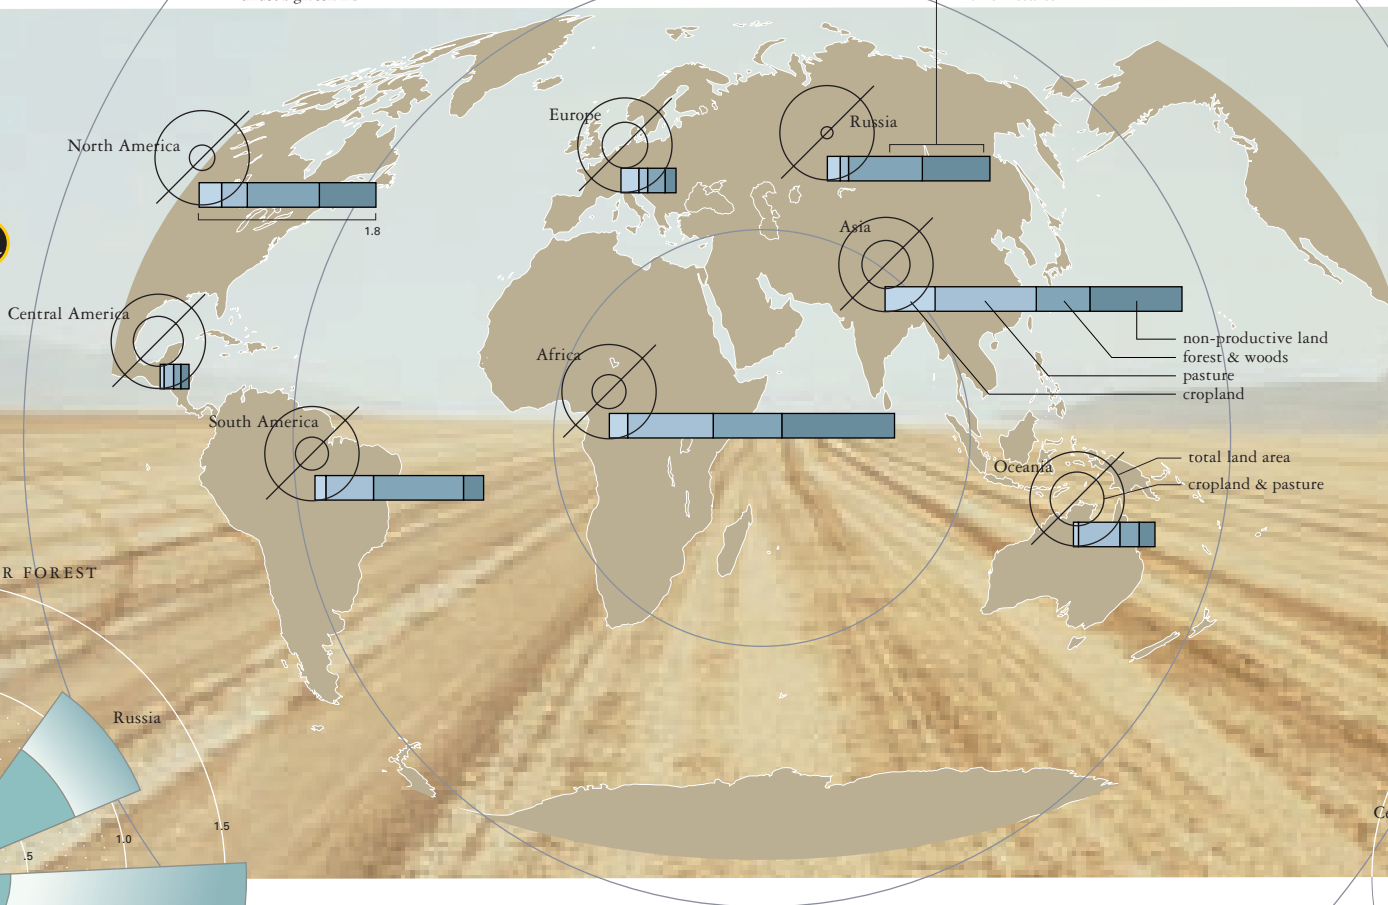 North America
Europe
Russia
1.8
Asia
Central America
non-productive land
forest & woods
pasture
cropland
Africa
South America
Oceania
total land area
cropland & pasture
R FOREST
Russia
1.5
1.0
.5